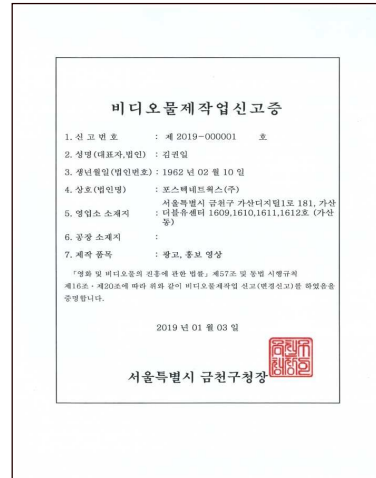 비디오물제작업신고증
1. 신 고 번 호 : 제 2019-000001 호
2. 성명(대표자,법인) : 김권일
3. 생년월일(법인번호) : 1962 년 02 월 10 일
4. 상호(법인명) : 포스텍네트웍스(주)
서울특별시 금천구 가산디지털1로 181, 가산
5. 영업소 소재지 : 더블유센터 1609,1610,1611,1612호 (가산
동)
6. 공장 소재지 :
7. 제작 품목 : 광고, 홍보 영상
「영화 및 비디오물의 진흥에 관한 법률」제57조 및 동법 시행규칙
제16조ㆍ제20조에 따라 위와 같이 비디오물제작업 신고(변경신고)를 하였음을
증명합니다.
2019 년 01 월 03 일
서울특별시 금천구청장